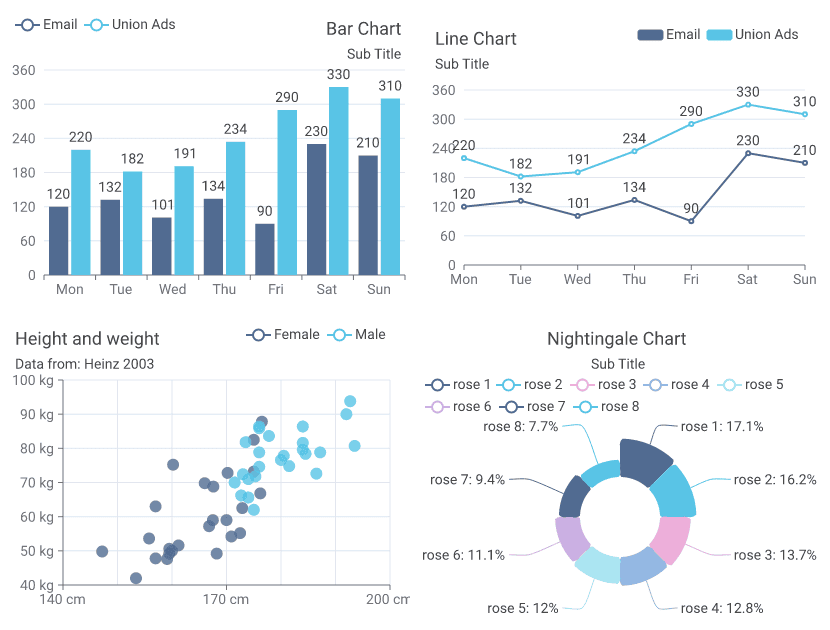 Email Union Ads
Bar Chart
Sub Title
360
300
240
180
120
60
0
120 220 132 182 101 191 134 234 90 290 230 330 210 310
Mon Tue Wed Thu Fri Sat Sun
Line Chart
Sub Title
Email Union Ads
360
300
240
180
120
60
0
220 182 191 234 290 330 310
120 132 101 134 90 230 210
Mon Tue Wed Thu Fri Sat Sun
Height and weight
Data from: Heinz 2003
Female Male
100 kg
90 kg
80 kg
70 kg
60 kg
50 kg
40 kg
140 cm 170 cm 200 cm
Nightingale Chart
Sub Title
rose 1 rose 2 rose 3 rose 4 rose 5
rose 6 rose 7 rose 8
rose 8: 7.7% rose 1: 17.1%
rose 7: 9.4% rose 2: 16.2%
rose 6: 11.1% rose 3: 13.7%
rose 5: 12% rose 4: 12.8%